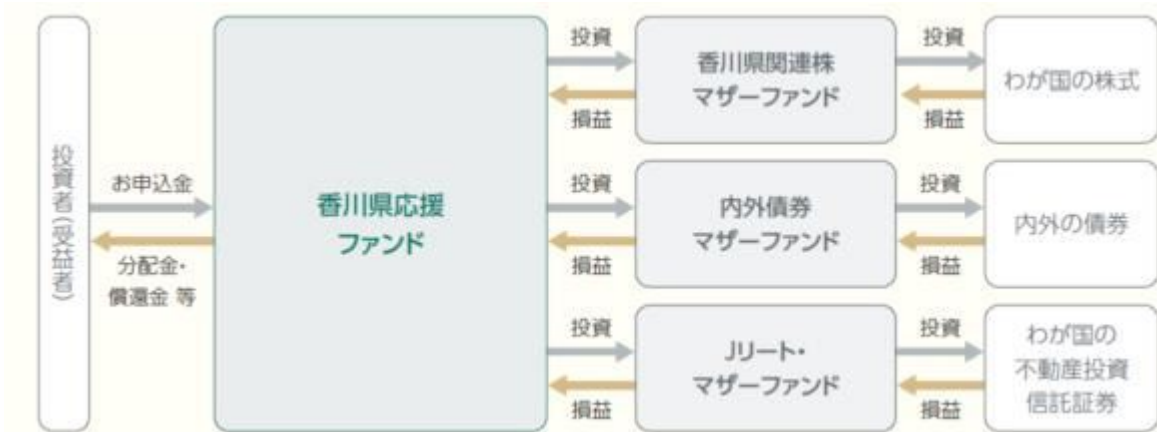 投資者(受益者)
お申込金
分配金・
償還金 等
香川県応援
ファンド
投資
損益
香川県関連株
マザーファンド
投資
損益
わが国の株式
投資
損益
内外債券
マザーファンド
投資
損益
内外の債券
投資
損益
Jリート・
マザーファンド
投資
損益
わが国の
不動産投資
信託証券